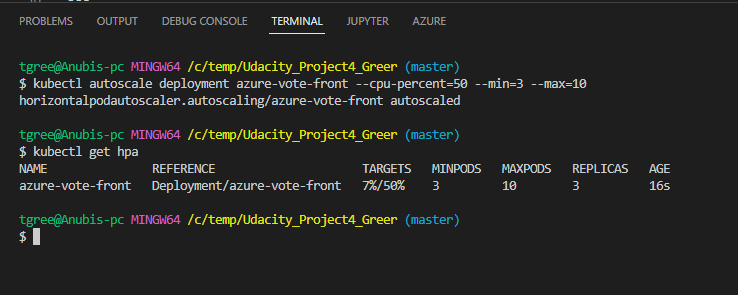 PROBLEMS OUTPUT DEBUG CONSOLE TERMINAL JUPYTER AZURE
tgree@Anubis-pc MINGW64 /c/temp/Udacity_Project4_Greer (master)
$ kubectl autoscale deployment azure-vote-front --cpu-percent=50 --min=3 --max=10
horizontalpodautoscaler.autoscaling/azure-vote-front autoscaled
tgree@Anubis-pc MINGW64 /c/temp/Udacity_Project4_Greer (master)
$ kubectl get hpa
NAME REFERENCE TARGETS MINPODS MAXPODS REPLICAS AGE
azure-vote-front Deployment/azure-vote-front 7%/50% 3 10 3 16s
tgree@Anubis-pc MINGW64 /c/temp/Udacity_Project4_Greer (master)
$